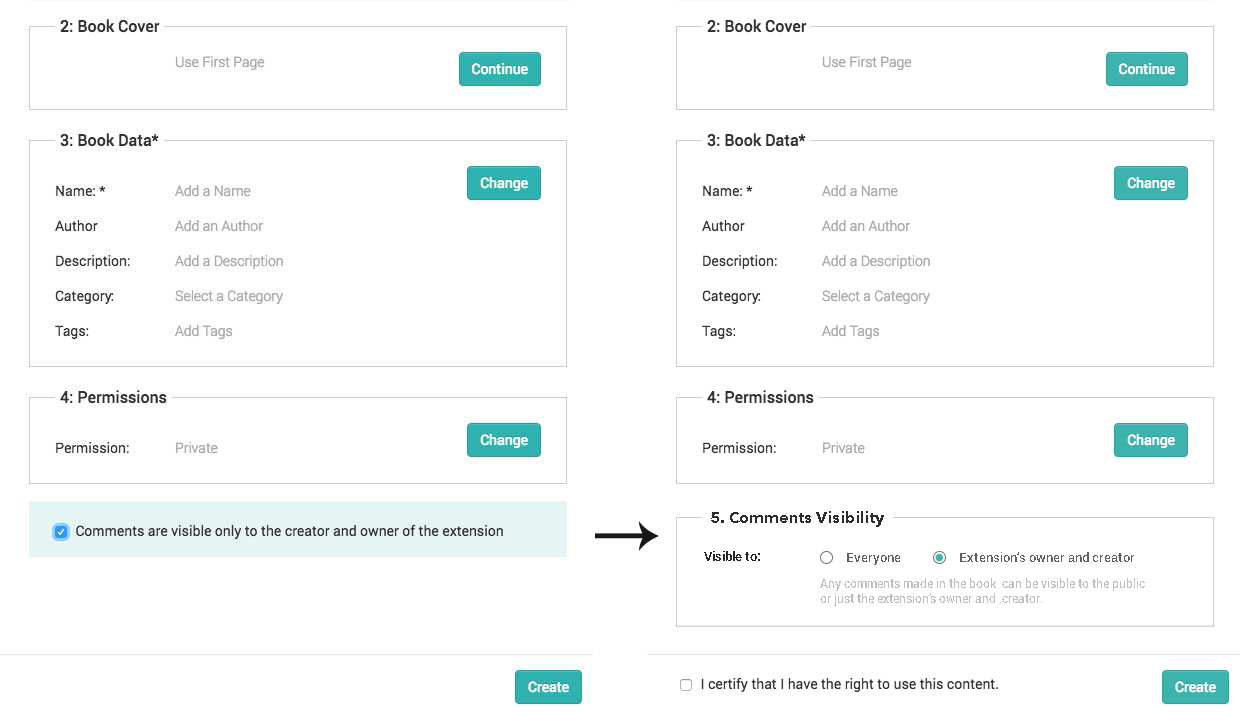 2: Book Cover
Use First Page
Continue
3: Book Data*
Change
Name: *
Add a Name
Author
Add an Author
Description:
Add a Description
Category:
Select a Category
Tags:
Add Tags
4: Permissions
Change
Permission:
Private
Comments are visible only to the creator and owner of the extension
Create
2: Book Cover
Use First Page
Continue
3: Book Data*
Change
Name: *
Add a Name
Author
Add an Author
Description:
Add a Description
Category:
Select a Category
Tags:
Add Tags
4: Permissions
Change
Permission:
Private
5. Comments Visibility
Visible to:
Everyone
Extension's owner and creator
Any comments made in the book .can be visible to the public
or just the extension's owner and .creator.
I certify that I have the right to use this content.
Create